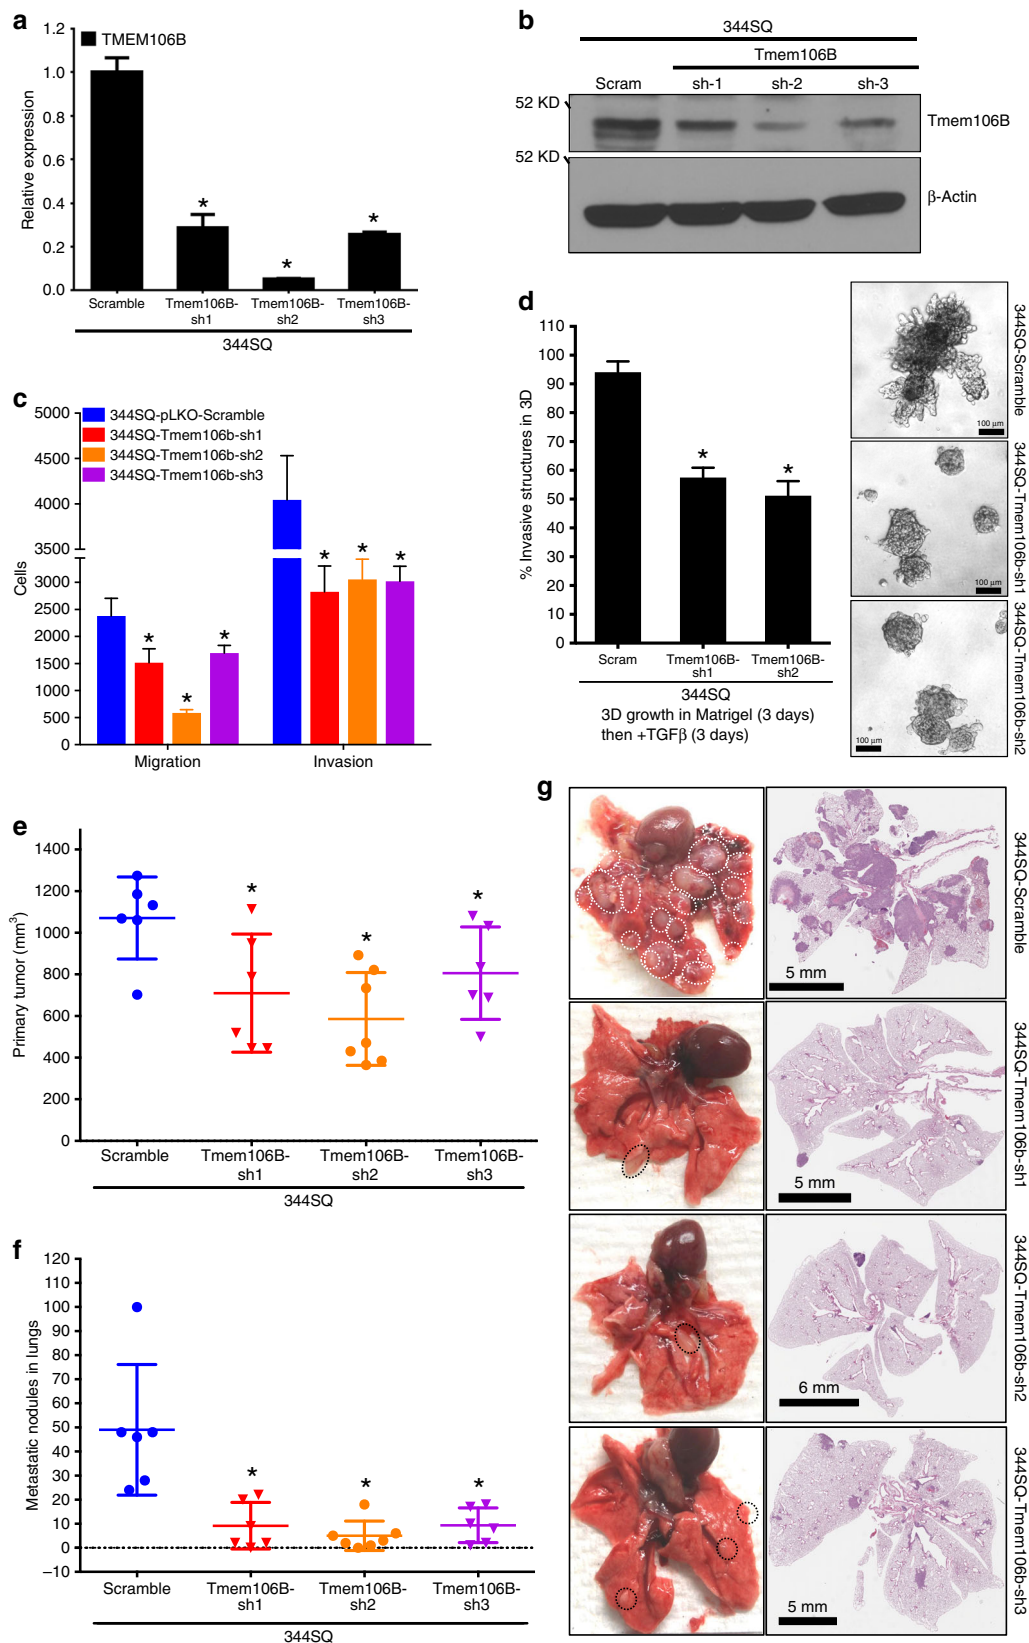 a
1.2
1.0
0.8
0.6
0.4
0.2
0.0
Relative expression
TMEM106B
*
*
*
Scramble
Tmem106B-
sh1
Tmem106B-
sh2
Tmem106B-
sh3
344SQ
b
344SQ
Tmem106B
Scram
sh-1
sh-2
sh-3
52 KD
Tmem106B
52 KD
β-Actin
c
344SQ-pLKO-Scramble
344SQ-Tmem106b-sh1
344SQ-Tmem106b-sh2
344SQ-Tmem106b-sh3
5000
4500
4000
3500
3000
2500
2000
1500
1000
500
0
Cells
*
*
*
*
*
*
Migration
Invasion
d
110
100
90
80
70
60
50
40
30
20
10
0
% Invasive structures in 3D
*
*
Scram
Tmem106B-
sh1
Tmem106B-
sh2
344SQ
3D growth in Matrigel (3 days)
then +TGFβ (3 days)
100 μm
344SQ-Scramble
100 μm
344SQ-Tmem106b-sh1
100 μm
344SQ-Tmem106b-sh2
e
1400
1200
1000
800
600
400
200
0
Primary tumor (mm³)
*
*
*
Scramble
Tmem106B-
sh1
Tmem106B-
sh2
Tmem106B-
sh3
344SQ
f
120
110
100
90
80
70
60
50
40
30
20
10
0
–10
Metastatic nodules in lungs
*
*
*
Scramble
Tmem106B-
sh1
Tmem106B-
sh2
Tmem106B-
sh3
344SQ
g
5 mm
344SQ-Scramble
5 mm
344SQ-Tmem106b-sh1
6 mm
344SQ-Tmem106b-sh2
5 mm
344SQ-Tmem106b-sh3